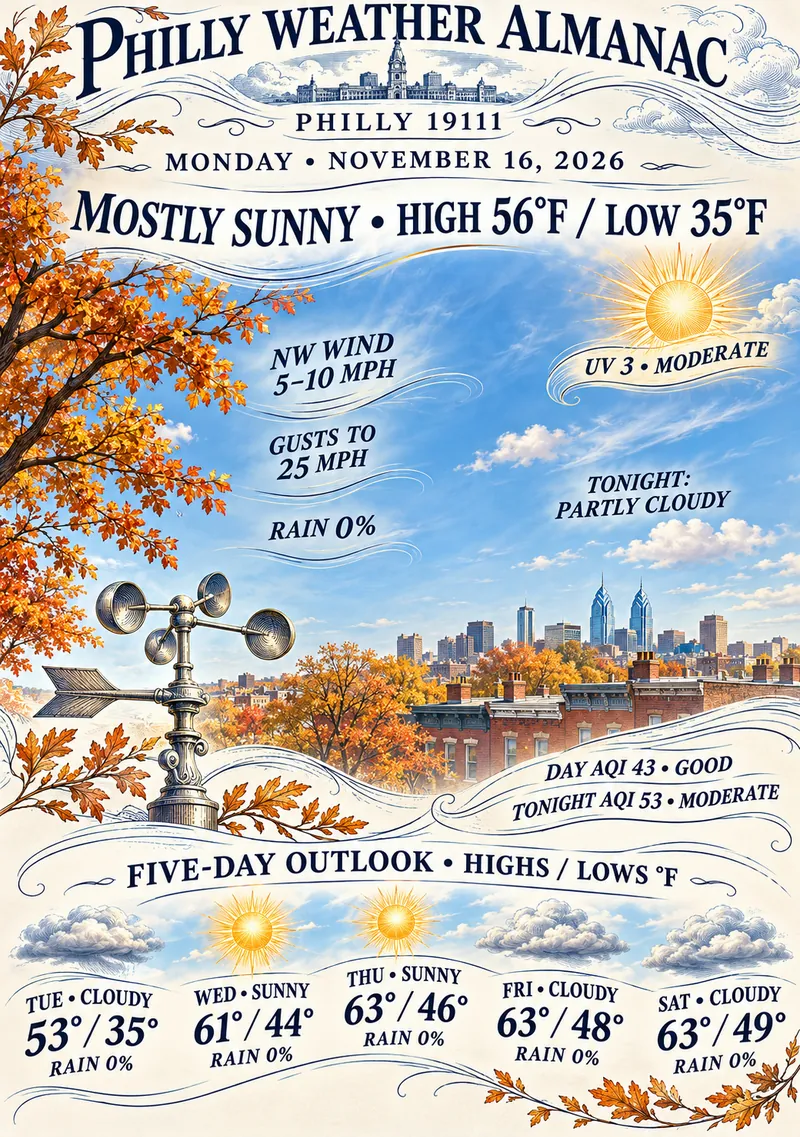 PHILLY WEATHER ALMANAC
PHILLY 19111
MONDAY • NOVEMBER 16, 2026
MOSTLY SUNNY • HIGH 56°F / LOW 35°F
NW WIND
5–10 MPH
UV 3 • MODERATE
GUSTS TO
25 MPH
TONIGHT:
PARTLY CLOUDY
RAIN 0%
DAY AQI 43 • GOOD
TONIGHT AQI 53 • MODERATE
FIVE-DAY OUTLOOK • HIGHS / LOWS °F
TUE • CLOUDY
53°/35°
RAIN 0%
WED • SUNNY
61°/44°
RAIN 0%
THU • SUNNY
63°/46°
RAIN 0%
FRI • CLOUDY
63°/48°
RAIN 0%
SAT • CLOUDY
63°/49°
RAIN 0%